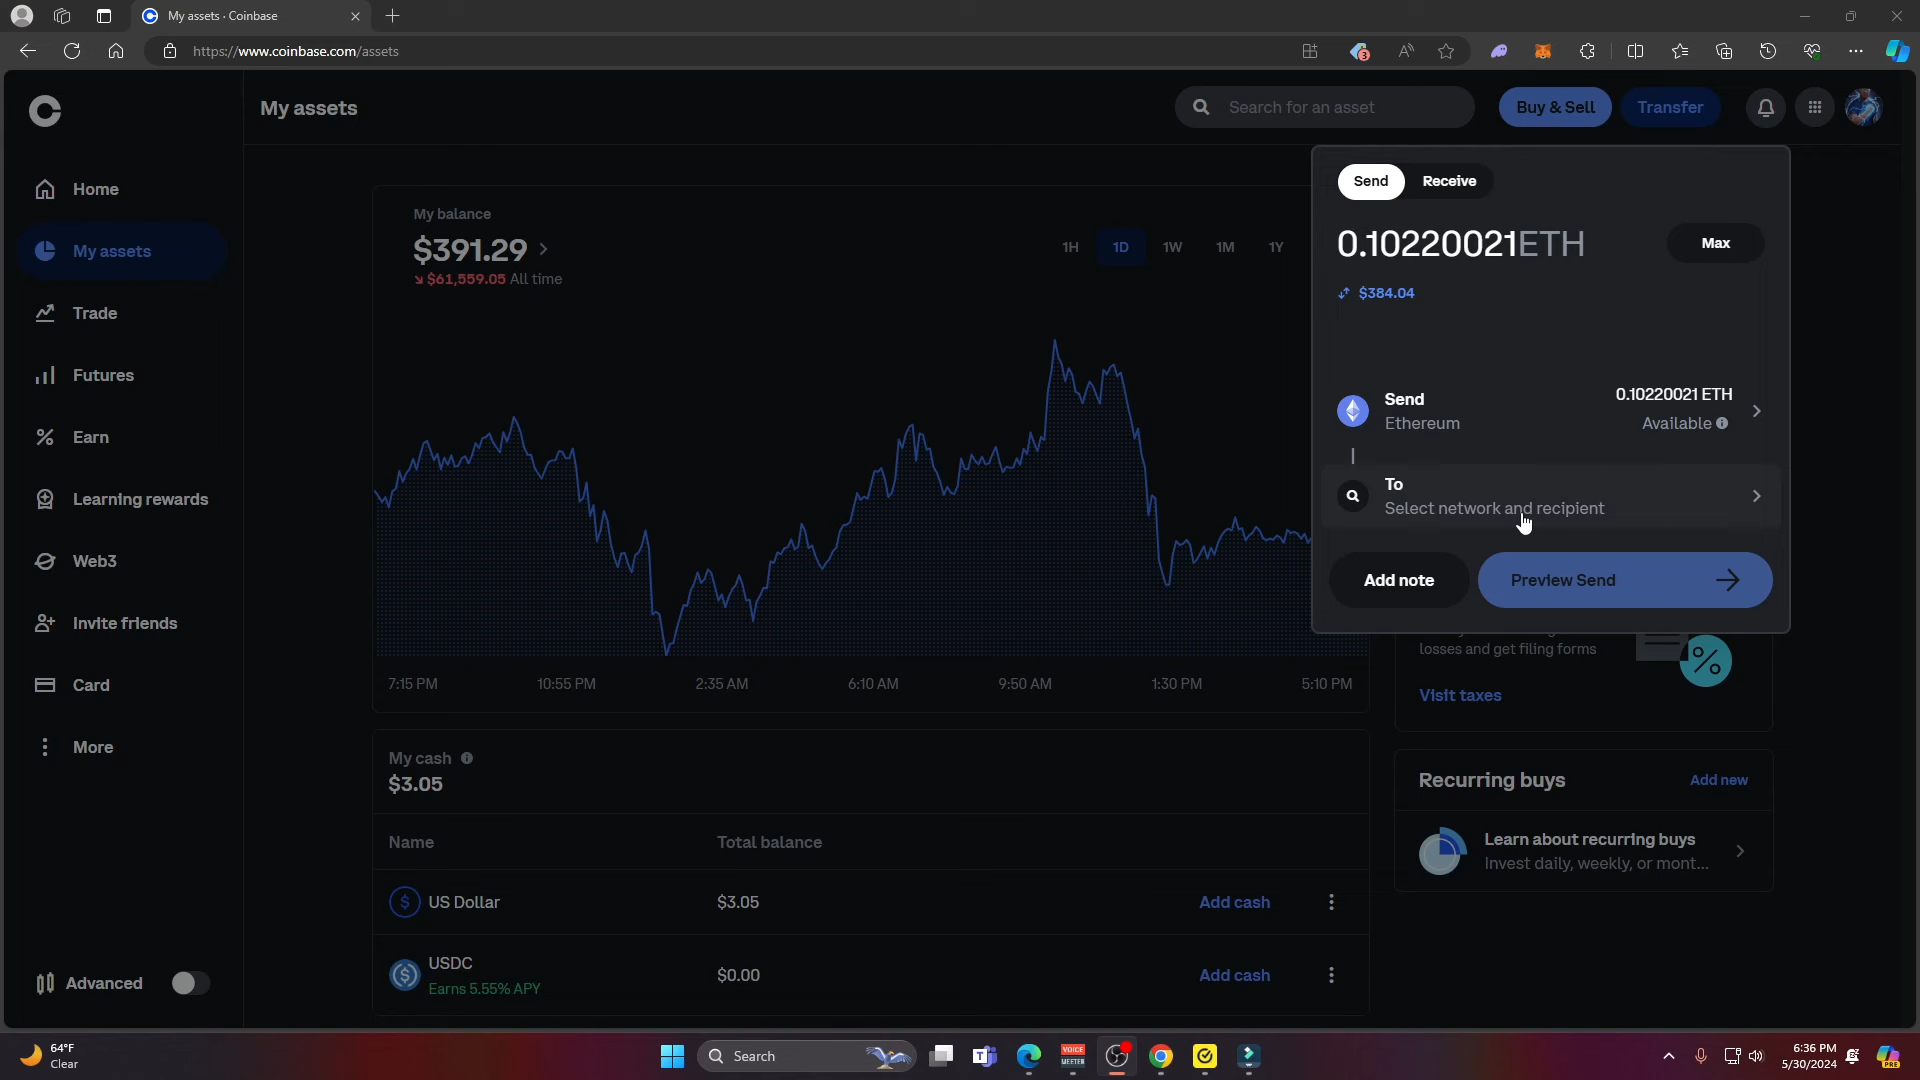 My assets - Coinbase
https://www.coinbase.com/assets
3
My assets
Search for an asset
Buy & Sell
Transfer
Home
My assets
Trade
Futures
Earn
Learning rewards
Web3
Invite friends
Card
More
Advanced
My balance
$391.29
$61,559.05 All time
1H 1D 1W 1M 1Y
7:15 PM 10:55 PM 2:35 AM 6:10 AM 9:50 AM 1:30 PM 5:10 PM
Send Receive
0.10220021ETH
Max
$384.04
Send 0.10220021 ETH
Ethereum Available
To
Select network and recipient
Add note
Preview Send
losses and get filing forms
Visit taxes
My cash
$3.05
Name Total balance
US Dollar $3.05 Add cash
USDC $0.00 Add cash
Earns 5.55% APY
Recurring buys Add new
Learn about recurring buys
Invest daily, weekly, or mont...
64°F
Clear
Search
VOICE
MEETER
6:36 PM
5/30/2024
PRE